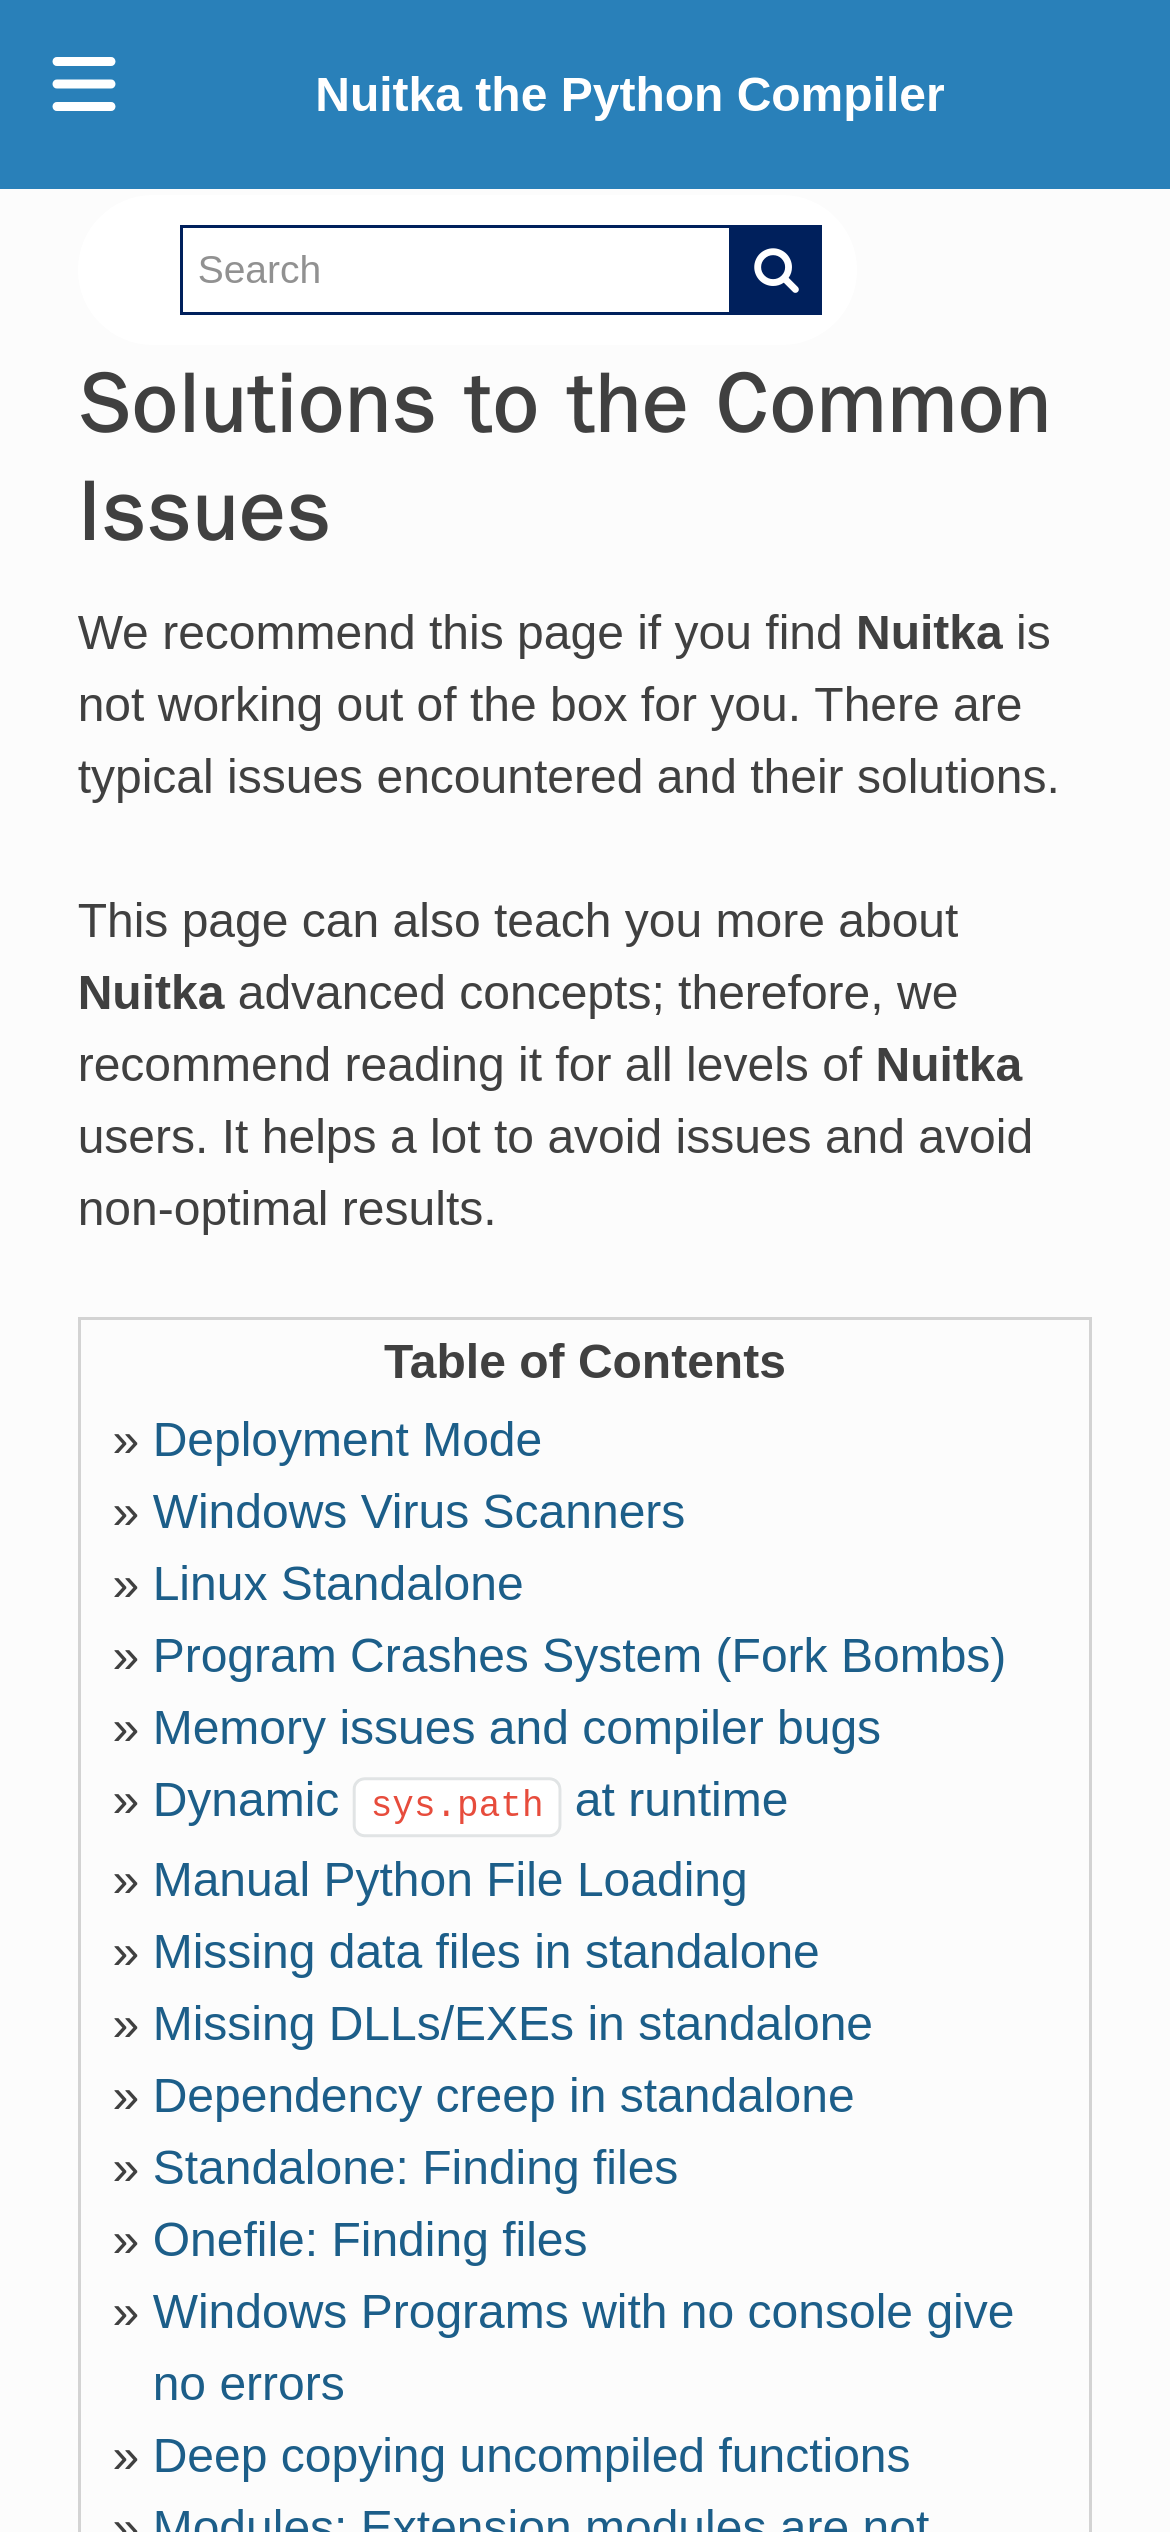 Nuitka the Python Compiler
Search
Solutions to the Common
Issues
We recommend this page if you find Nuitka is
not working out of the box for you. There are
typical issues encountered and their solutions.
This page can also teach you more about
Nuitka advanced concepts; therefore, we
recommend reading it for all levels of Nuitka
users. It helps a lot to avoid issues and avoid
non-optimal results.
Table of Contents
» Deployment Mode
» Windows Virus Scanners
» Linux Standalone
» Program Crashes System (Fork Bombs)
» Memory issues and compiler bugs
» Dynamic sys.path at runtime
» Manual Python File Loading
» Missing data files in standalone
» Missing DLLs/EXEs in standalone
» Dependency creep in standalone
» Standalone: Finding files
» Onefile: Finding files
» Windows Programs with no console give
no errors
» Deep copying uncompiled functions
» Modules: Extension modules are not